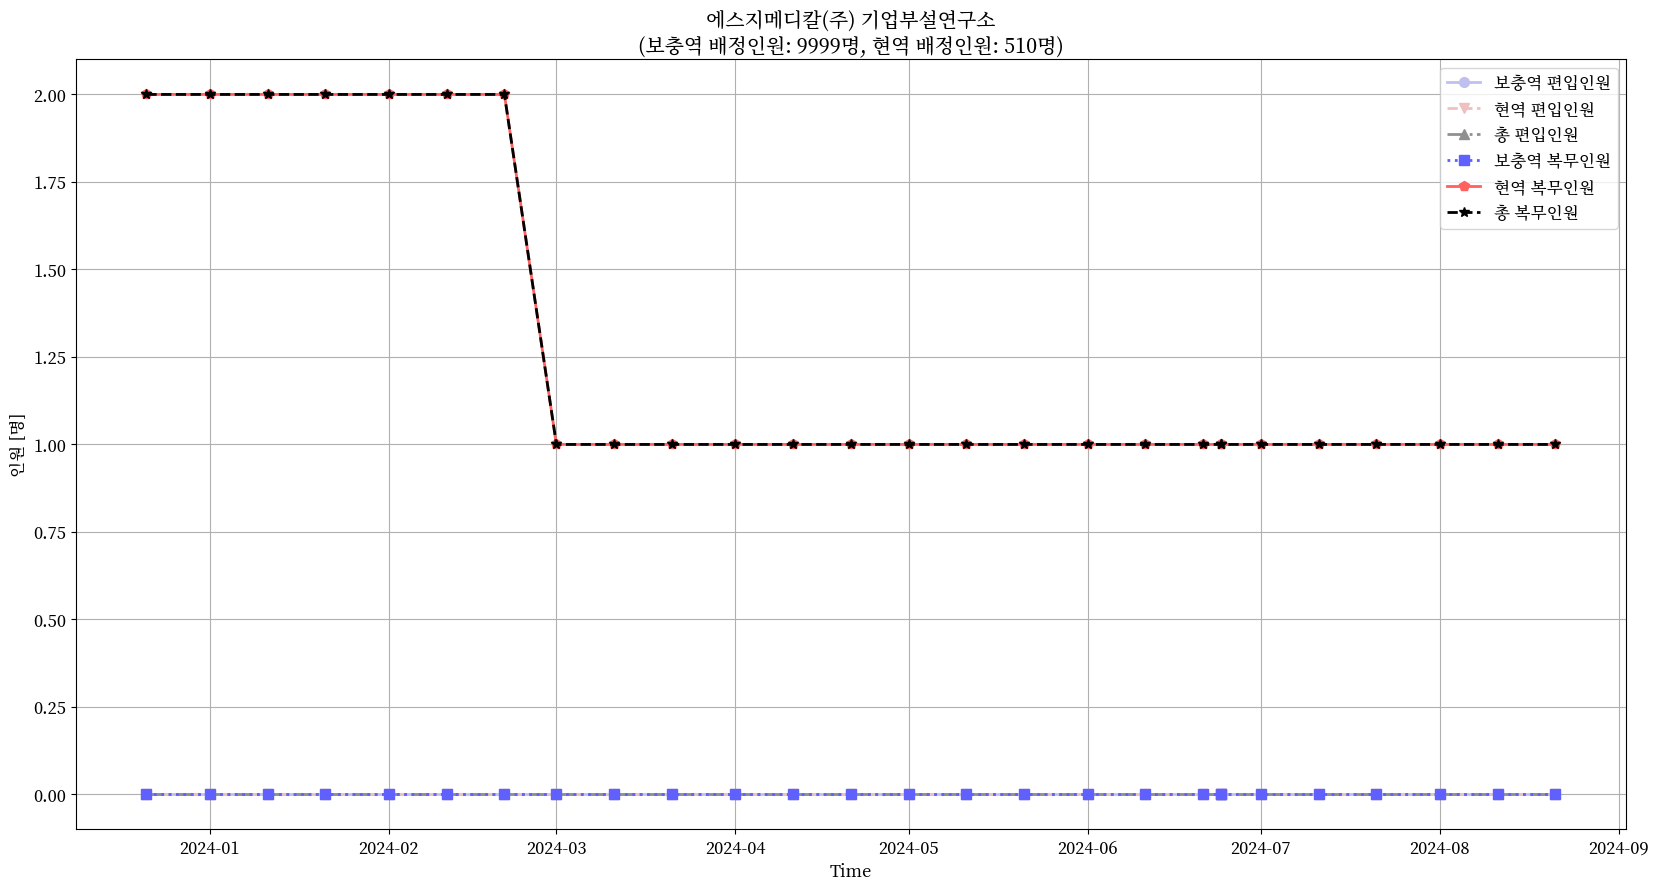 에스지메디칼(주) 기업부설연구소
(보충역 배정인원: 9999명, 현역 배정인원: 510명)
보충역 편입인원
현역 편입인원
총 편입인원
보충역 복무인원
현역 복무인원
총 복무인원
인원 [명]
2.00
1.75
1.50
1.25
1.00
0.75
0.50
0.25
0.00
2024-01
2024-02
2024-03
2024-04
2024-05
2024-06
2024-07
2024-08
2024-09
Time